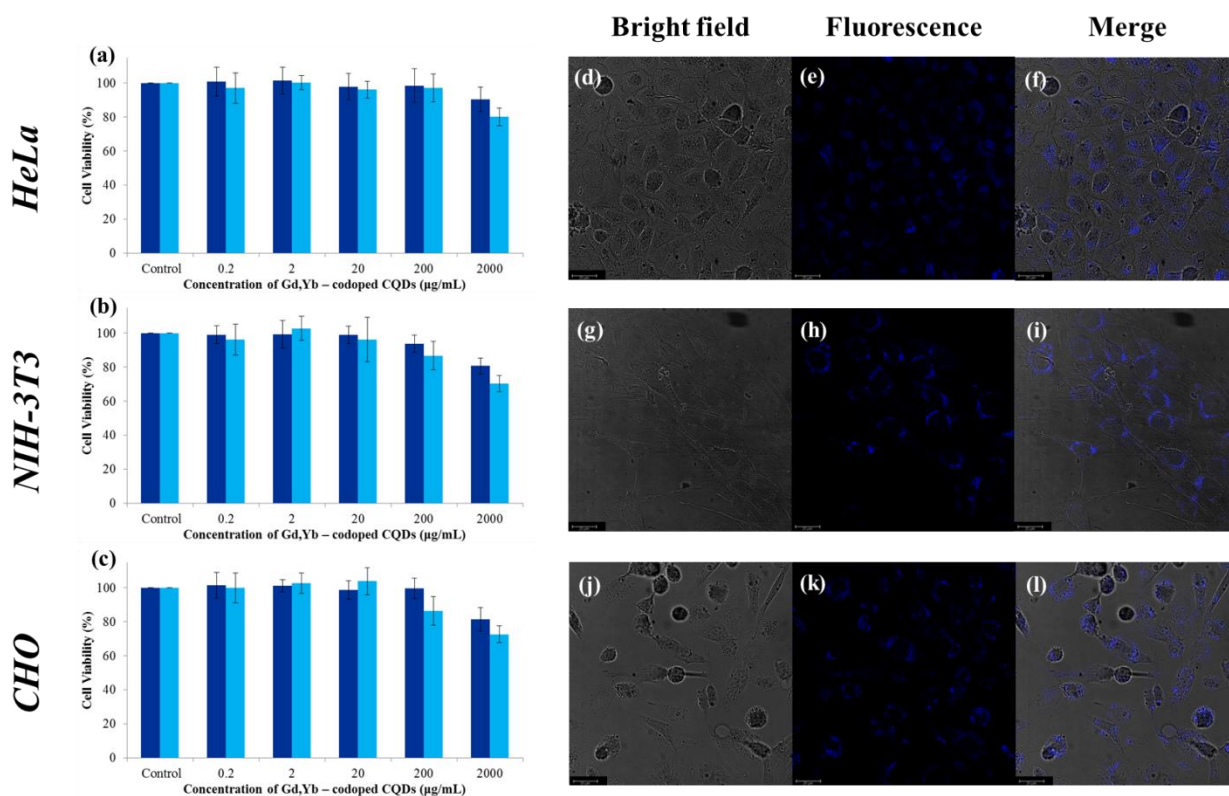 Bright field Fluorescence Merge
HeLa
(a)
Cell Viability (%)
120
100
80
60
40
20
0
Control 0.2 2 20 200 2000
Concentration of Gd,Yb – codoped CQDs (µg/mL)
(d) (e) (f)
NIH-3T3
(b)
Cell Viability (%)
120
100
80
60
40
20
0
Control 0.2 2 20 200 2000
Concentration of Gd,Yb – codoped CQDs (µg/mL)
(g) (h) (i)
CHO
(c)
Cell Viability (%)
120
100
80
60
40
20
0
Control 0.2 2 20 200 2000
Concentration of Gd,Yb – codoped CQDs (µg/mL)
(j) (k) (l)